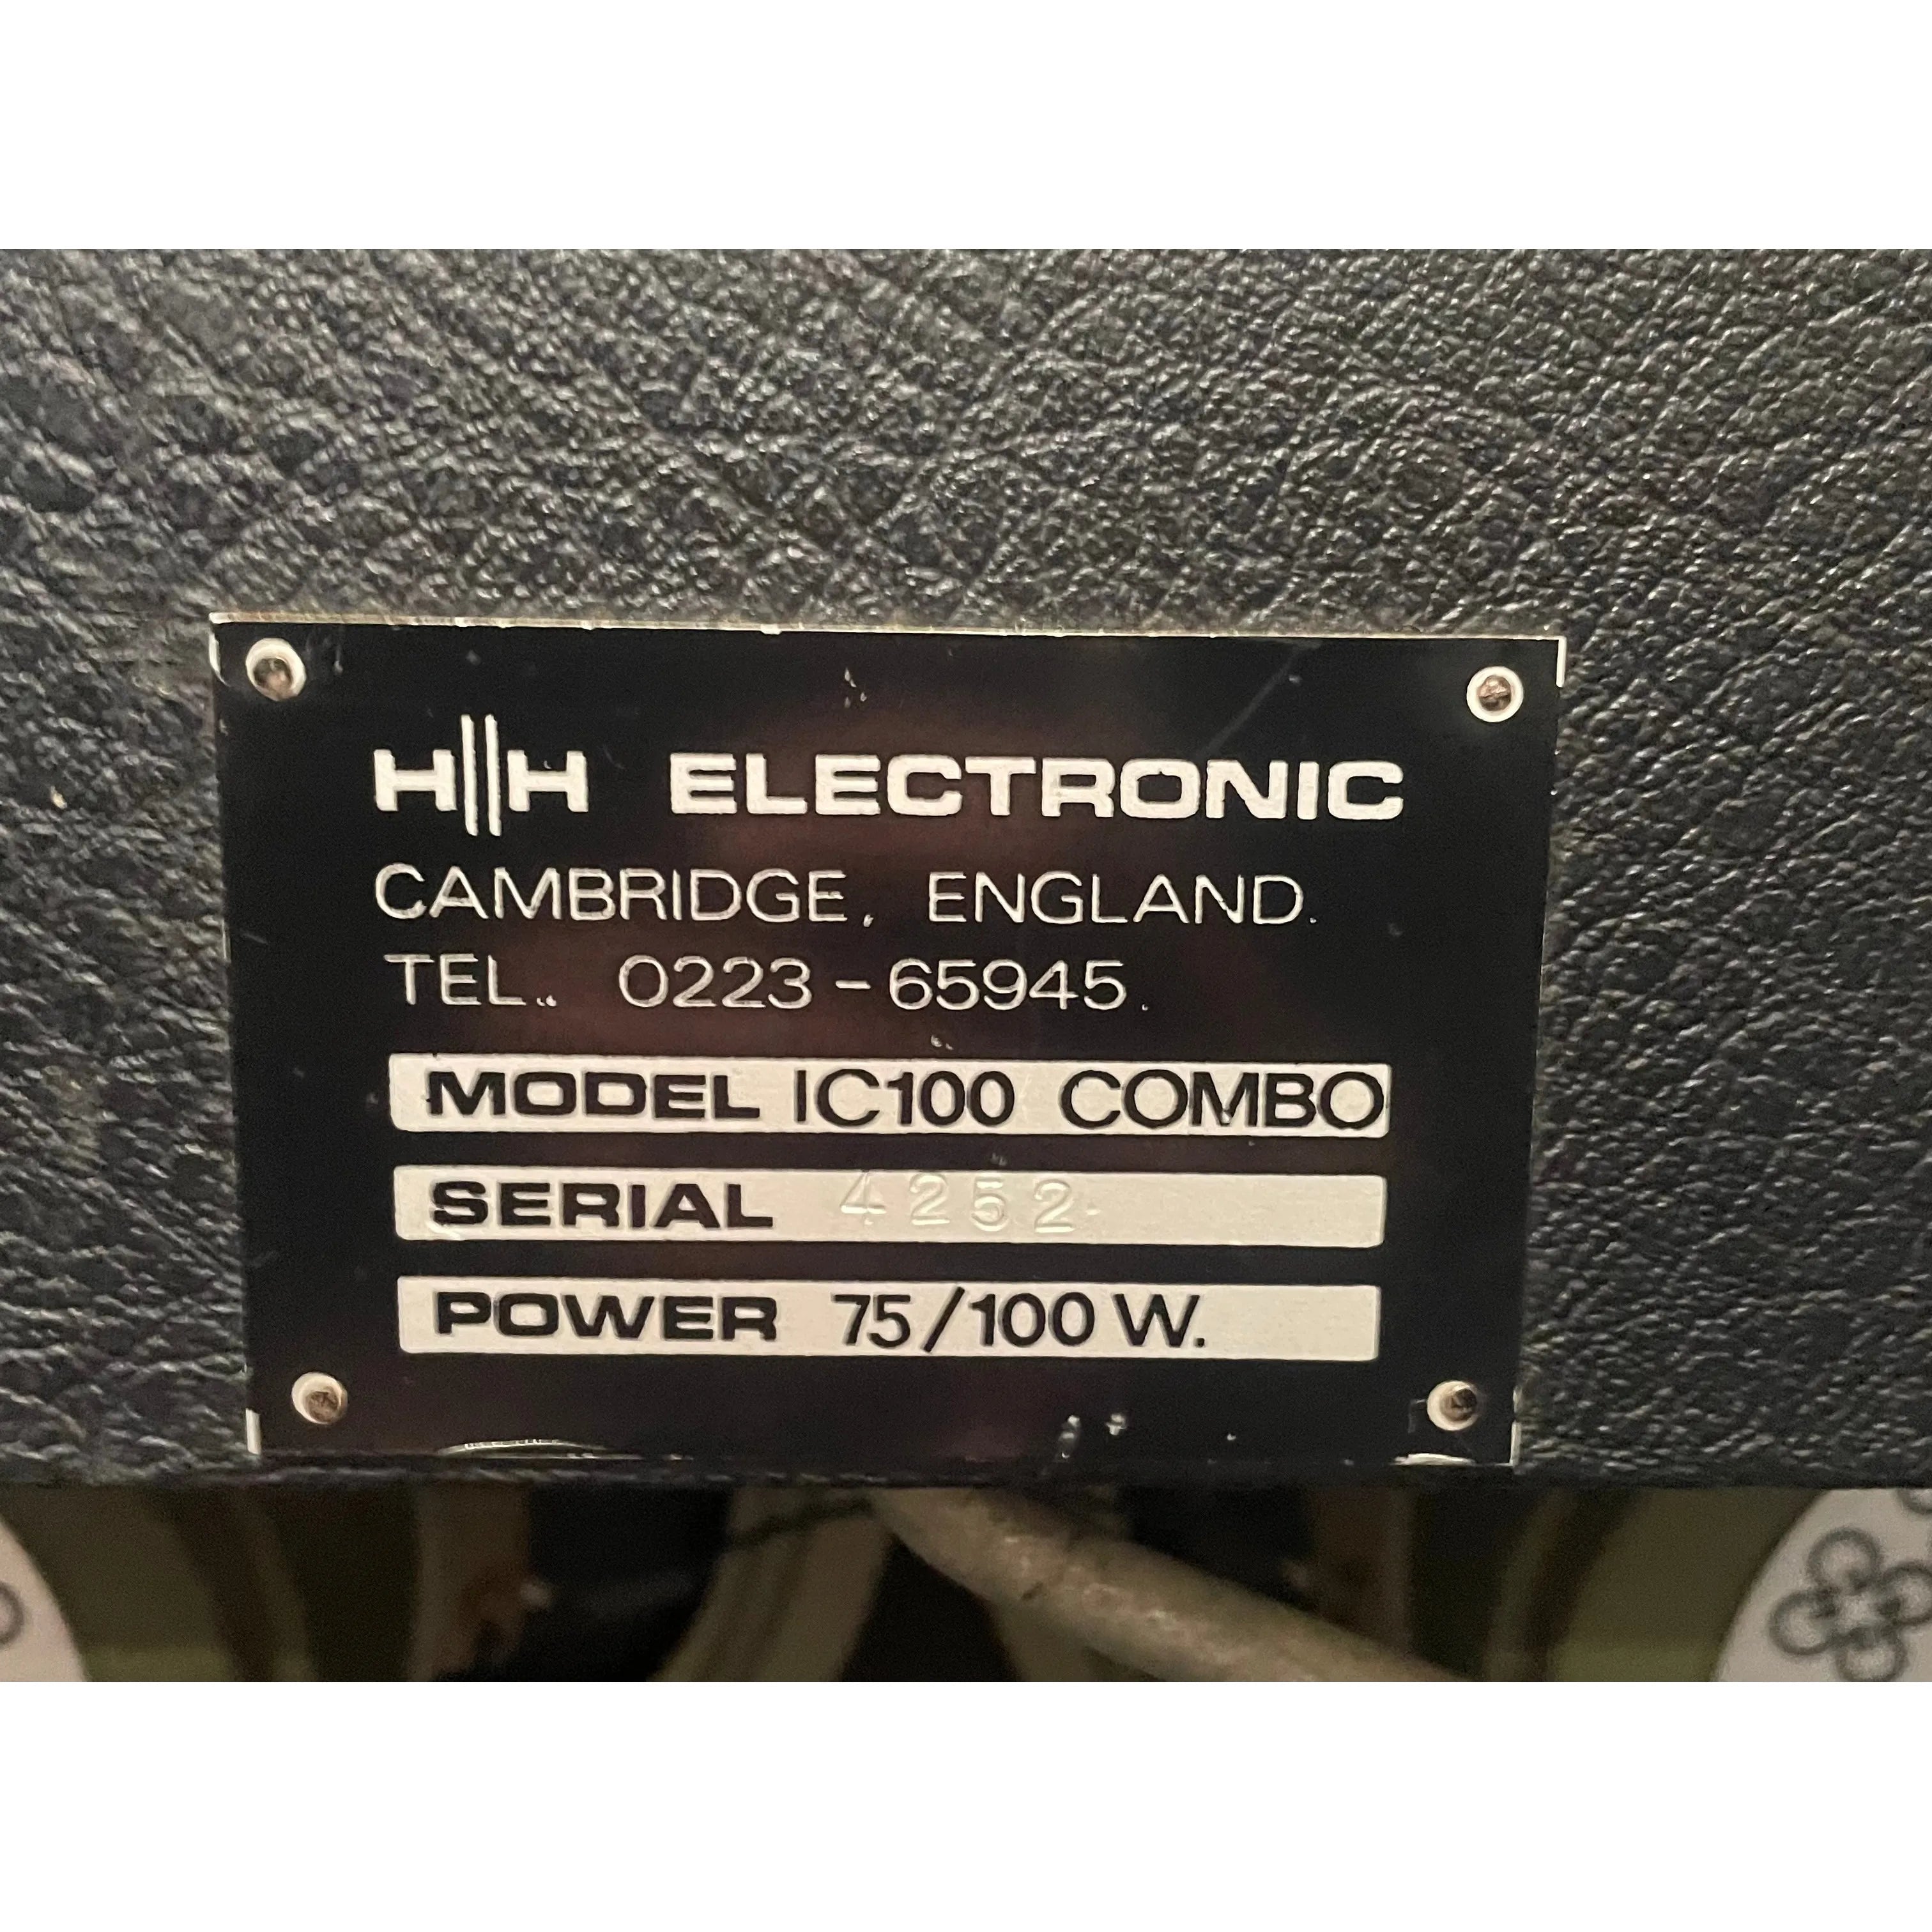 H||H ELECTRONIC
CAMBRIDGE, ENGLAND.
TEL.. 0223-65945.
MODEL IC100 COMBO
SERIAL 4252
POWER 75/100 W.